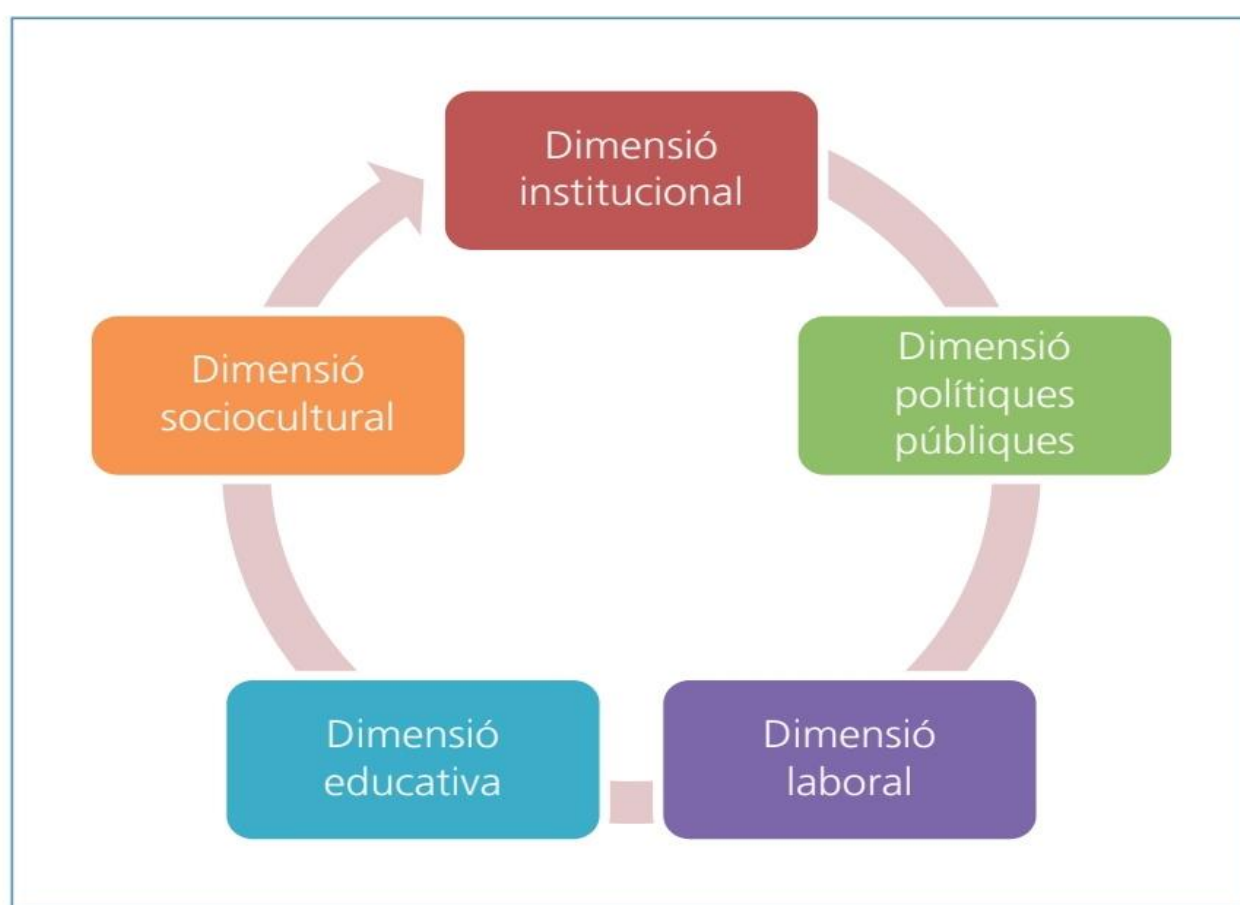 Dimensió
institucional
Dimensió
polítiques
públiques
Dimensió
laboral
Dimensió
educativa
Dimensió
sociocultural